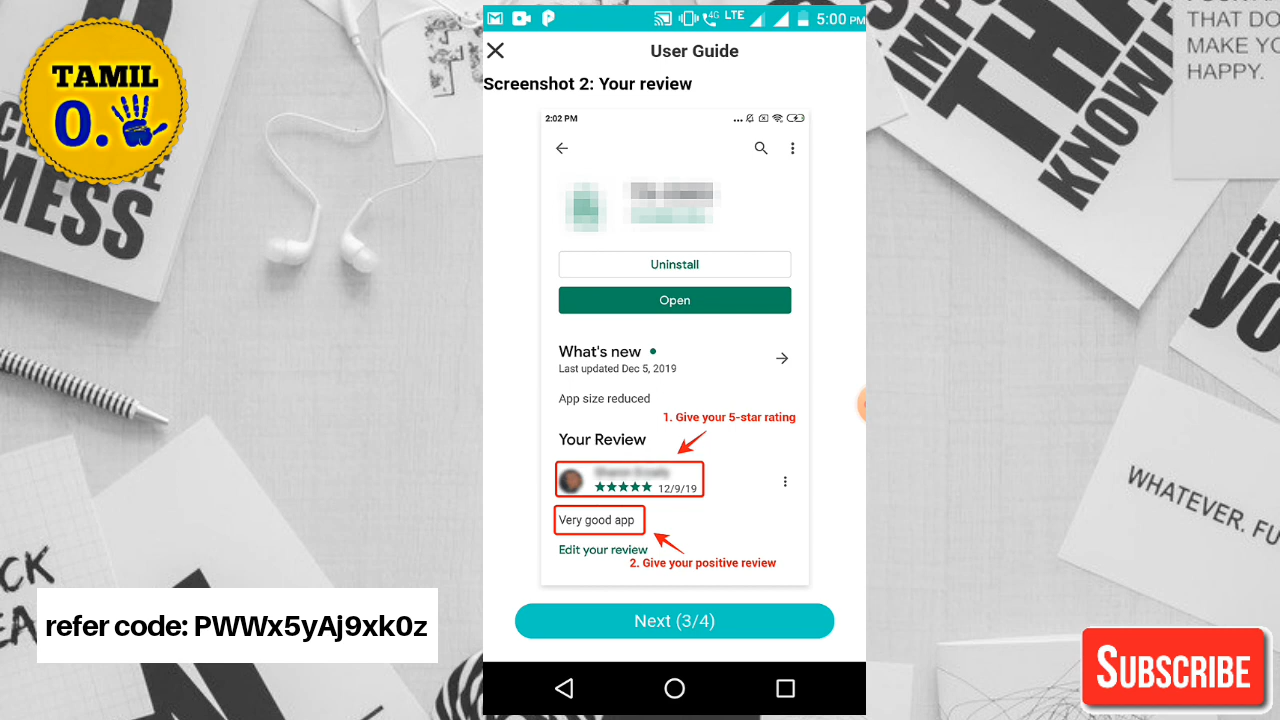 TAMIL
0.
4G LTE 5:00 PM
User Guide
Screenshot 2: Your review
2:02 PM
Uninstall
Open
What's new
Last updated Dec 5, 2019
App size reduced
1. Give your 5-star rating
Your Review
12/9/19
Very good app
Edit your review
2. Give your positive review
Next (3/4)
refer code: PWWx5yAj9xk0z
SUBSCRIBE
MESS
THAT DO
MAKE YO
HAPPY.
KNOW
WHATEVER. FU